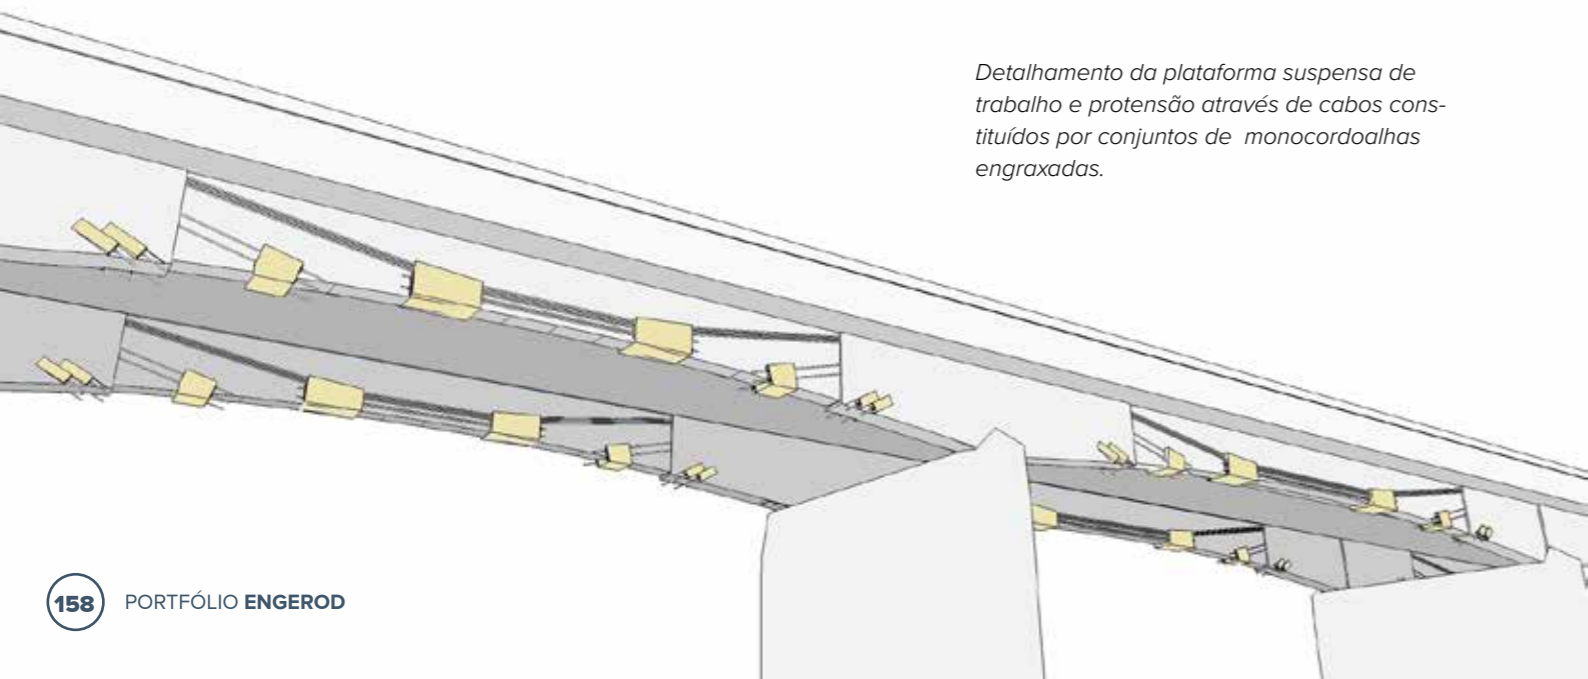 Detalhamento da plataforma suspensa de
trabalho e protensão através de cabos cons-
tituídos por conjuntos de  monocordoalhas
engraxadas.
158 PORTFÓLIO ENGEROD